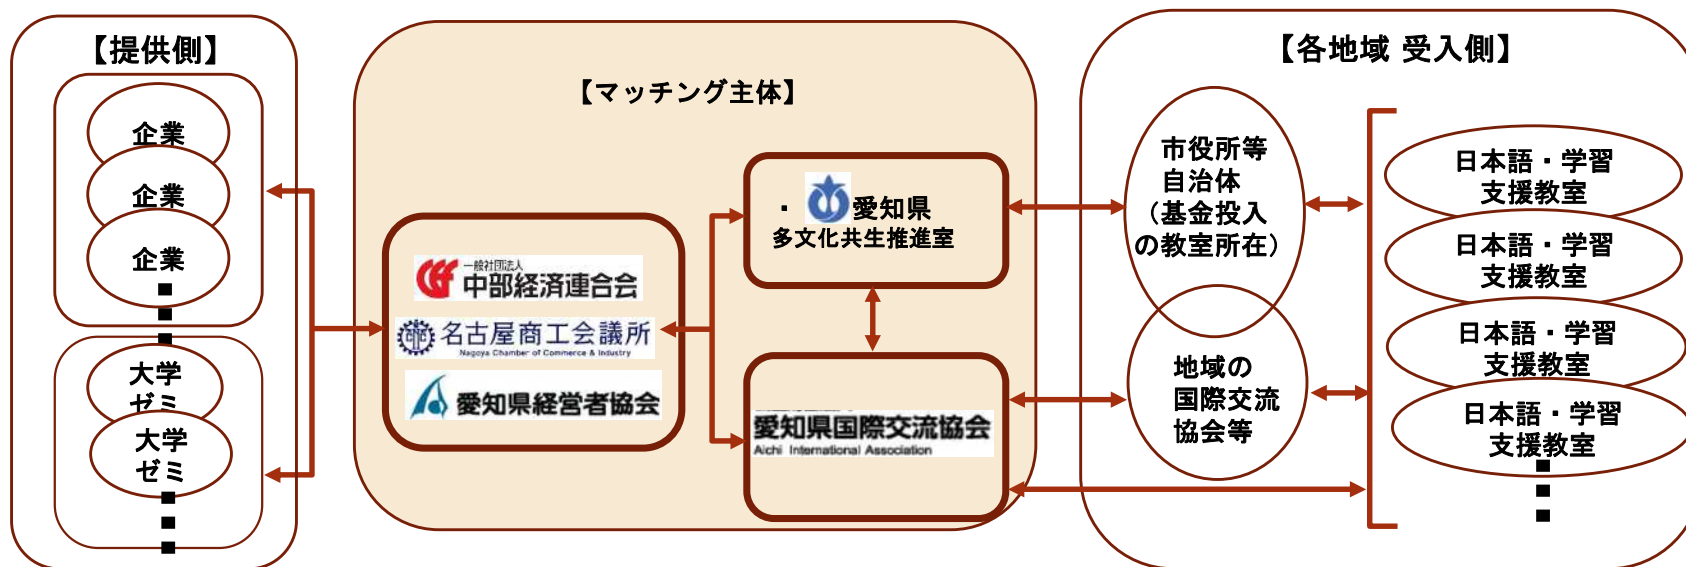 【提供側】
企業
企業
企業
大学
ゼミ
大学
ゼミ
【マッチング主体】
一般社団法人
中部経済連合会
名古屋商工会議所
Nagoya Chamber of Commerce & Industry
愛知県経営者協会
・ 愛知県
多文化共生推進室
愛知県国際交流協会
Aichi International Association
【各地域 受入側】
市役所等
自治体
（基金投入
の教室所在）
地域の
国際交流
協会等
日本語・学習
支援教室
日本語・学習
支援教室
日本語・学習
支援教室
日本語・学習
支援教室